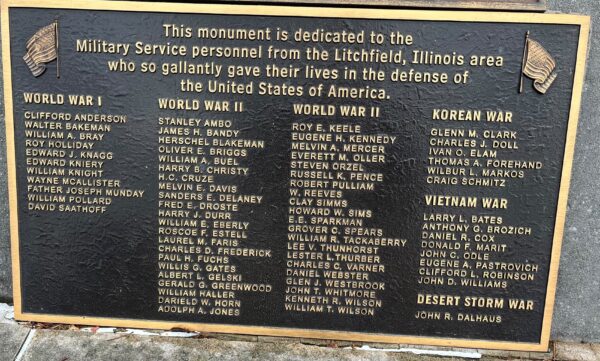 This monument is dedicated to the
Military Service personnel from the Litchfield, Illinois area
who so gallantly gave their lives in the defense of
the United States of America.
WORLD WAR I
CLIFFORD ANDERSON
WALTER BAKEMAN
WILLIAM A. BRAY
ROY HOLLIDAY
EDWARD J. KNAGG
EDWARD KNIERY
WILLIAM KNIGHT
WAYNE MCALLISTER
FATHER JOSEPH MUNDAY
WILLIAM POLLARD
DAVID SAATHOFF
WORLD WAR II
STANLEY AMBO
JAMES H. BANDY
HERSCHEL BLAKEMAN
OLIVER E. BRIGGS
WILLIAM A. BUEL
HARRY B. CHRISTY
H.C. CRUZE
MELVIN E. DAVIS
SANDERS E. DELANEY
FRED E. DROSTE
HARRY J. DURR
WILLIAM E. EBERLY
ROSCOE F. ESTELL
LAUREL M. FARIS
CHARLES D. FREDERICK
PAUL H. FUCHS
WILLIS G. GATES
ALBERT L. GELSKI
GERALD G. GREENWOOD
WILLIAM HALLER
DARIELD W. HORN
ADOLPH A. JONES
WORLD WAR II
ROY E. KEELE
EUGENE H. KENNEDY
MELVIN A. MERCER
EVERETT M. OLLER
STEVEN ORZEL
RUSSELL K. PENCE
ROBERT PULLIAM
W. REEVES
CLAY SIMMS
HOWARD W. SIMS
E.E. SPARKMAN
GROVER C. SPEARS
WILLIAM R. TACKABERRY
LEE V. THUNHORST
LESTER L. THURBER
CHARLES C. VARNER
DANIEL WEBSTER
GLEN J. WESTBROOK
JOHN T. WHITMORE
KENNETH R. WILSON
WILLIAM T. WILSON
KOREAN WAR
GLENN M. CLARK
CHARLES J. DOLL
IVAN O. ELAM
THOMAS A. FOREHAND
WILBUR L. MARKOS
CRAIG SCHMITZ
VIETNAM WAR
LARRY L. BATES
ANTHONY G. BROZICH
DANIEL R. COX
DONALD F. MARIT
JOHN C. ODLE
EUGENE A. PASTROVICH
CLIFFORD L. ROBINSON
JOHN D. WILLIAMS
DESERT STORM WAR
JOHN R. DALHAUS